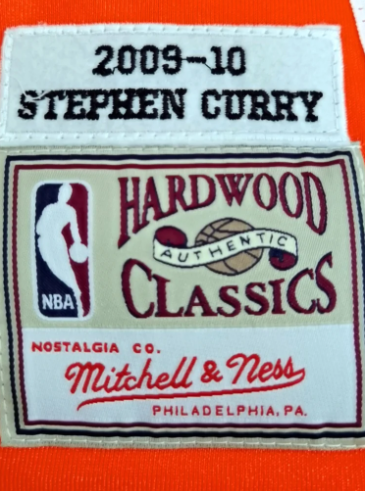 2009-10
STEPHEN CURRY
HARDWOOD
AUTHENTIC
CLASSICS
NBA
NOSTALGIA CO.
Mitchell & Ness
PHILADELPHIA, PA.